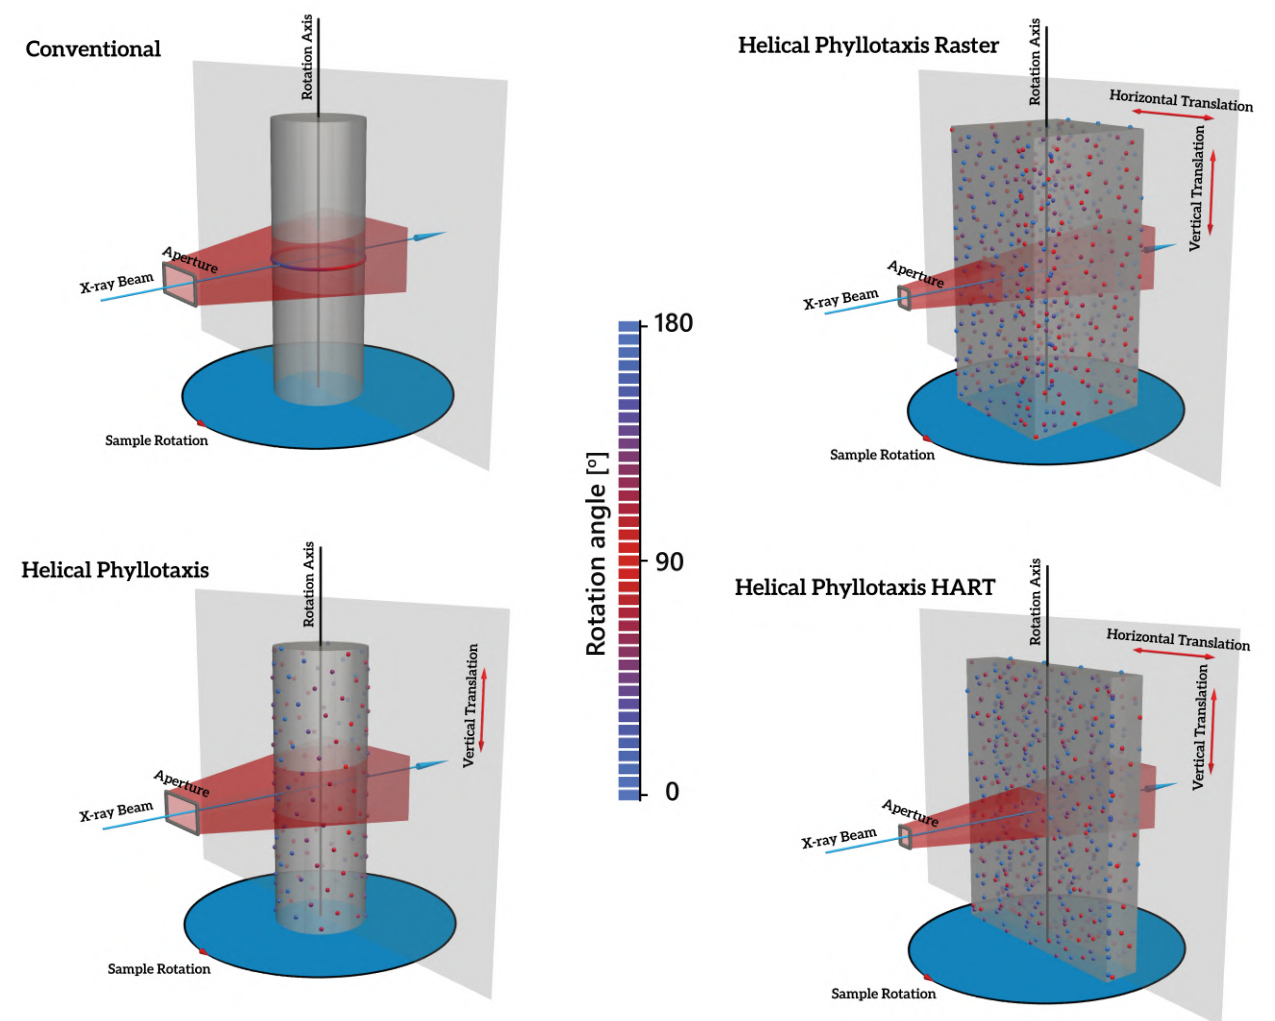 Conventional
Rotation Axis
Aperture
X-ray Beam
Sample Rotation
Helical Phyllotaxis Raster
Rotation Axis
Horizontal Translation
Vertical Translation
Aperture
X-ray Beam
Sample Rotation
Rotation angle [º]
180
90
0
Helical Phyllotaxis
Rotation Axis
Vertical Translation
Aperture
X-ray Beam
Sample Rotation
Helical Phyllotaxis HART
Rotation Axis
Horizontal Translation
Vertical Translation
Aperture
X-ray Beam
Sample Rotation